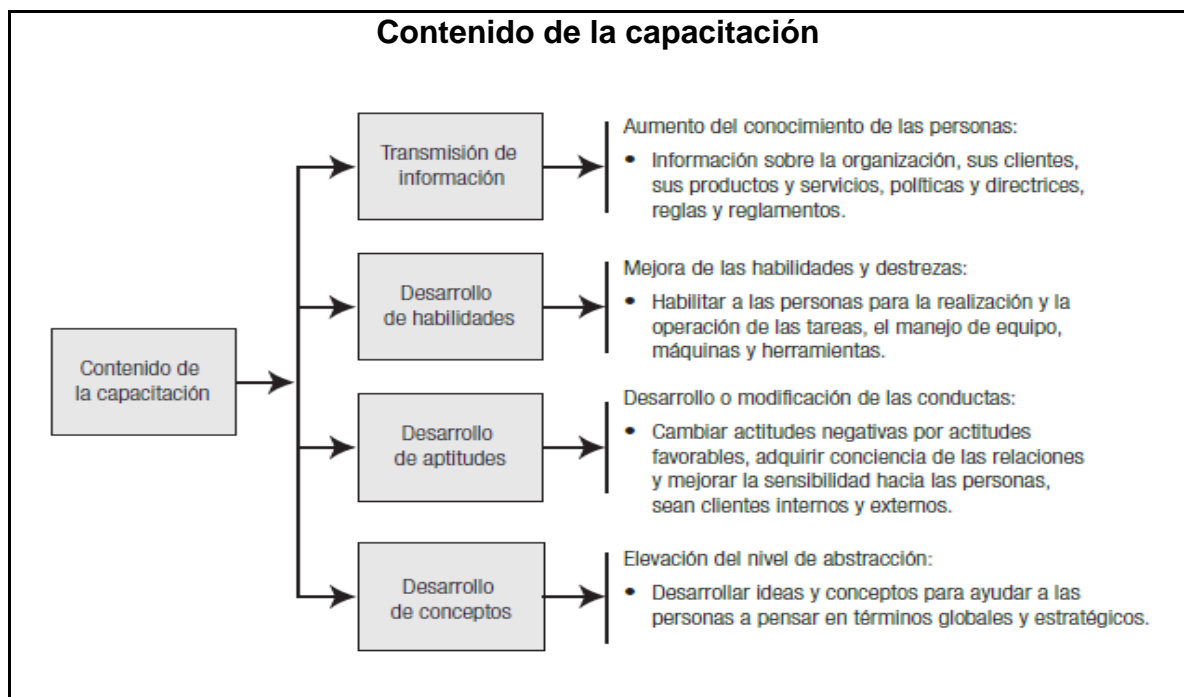 Contenido de la capacitación
Transmisión de
información
Aumento del conocimiento de las personas:
• Información sobre la organización, sus clientes,
sus productos y servicios, políticas y directrices,
reglas y reglamentos.
Desarrollo
de habilidades
Mejora de las habilidades y destrezas:
• Habilitar a las personas para la realización y la
operación de las tareas, el manejo de equipo,
máquinas y herramientas.
Contenido de
la capacitación
Desarrollo
de aptitudes
Desarrollo o modificación de las conductas:
• Cambiar actitudes negativas por actitudes
favorables, adquirir conciencia de las relaciones
y mejorar la sensibilidad hacia las personas,
sean clientes internos y externos.
Desarrollo
de conceptos
Elevación del nivel de abstracción:
• Desarrollar ideas y conceptos para ayudar a las
personas a pensar en términos globales y estratégicos.